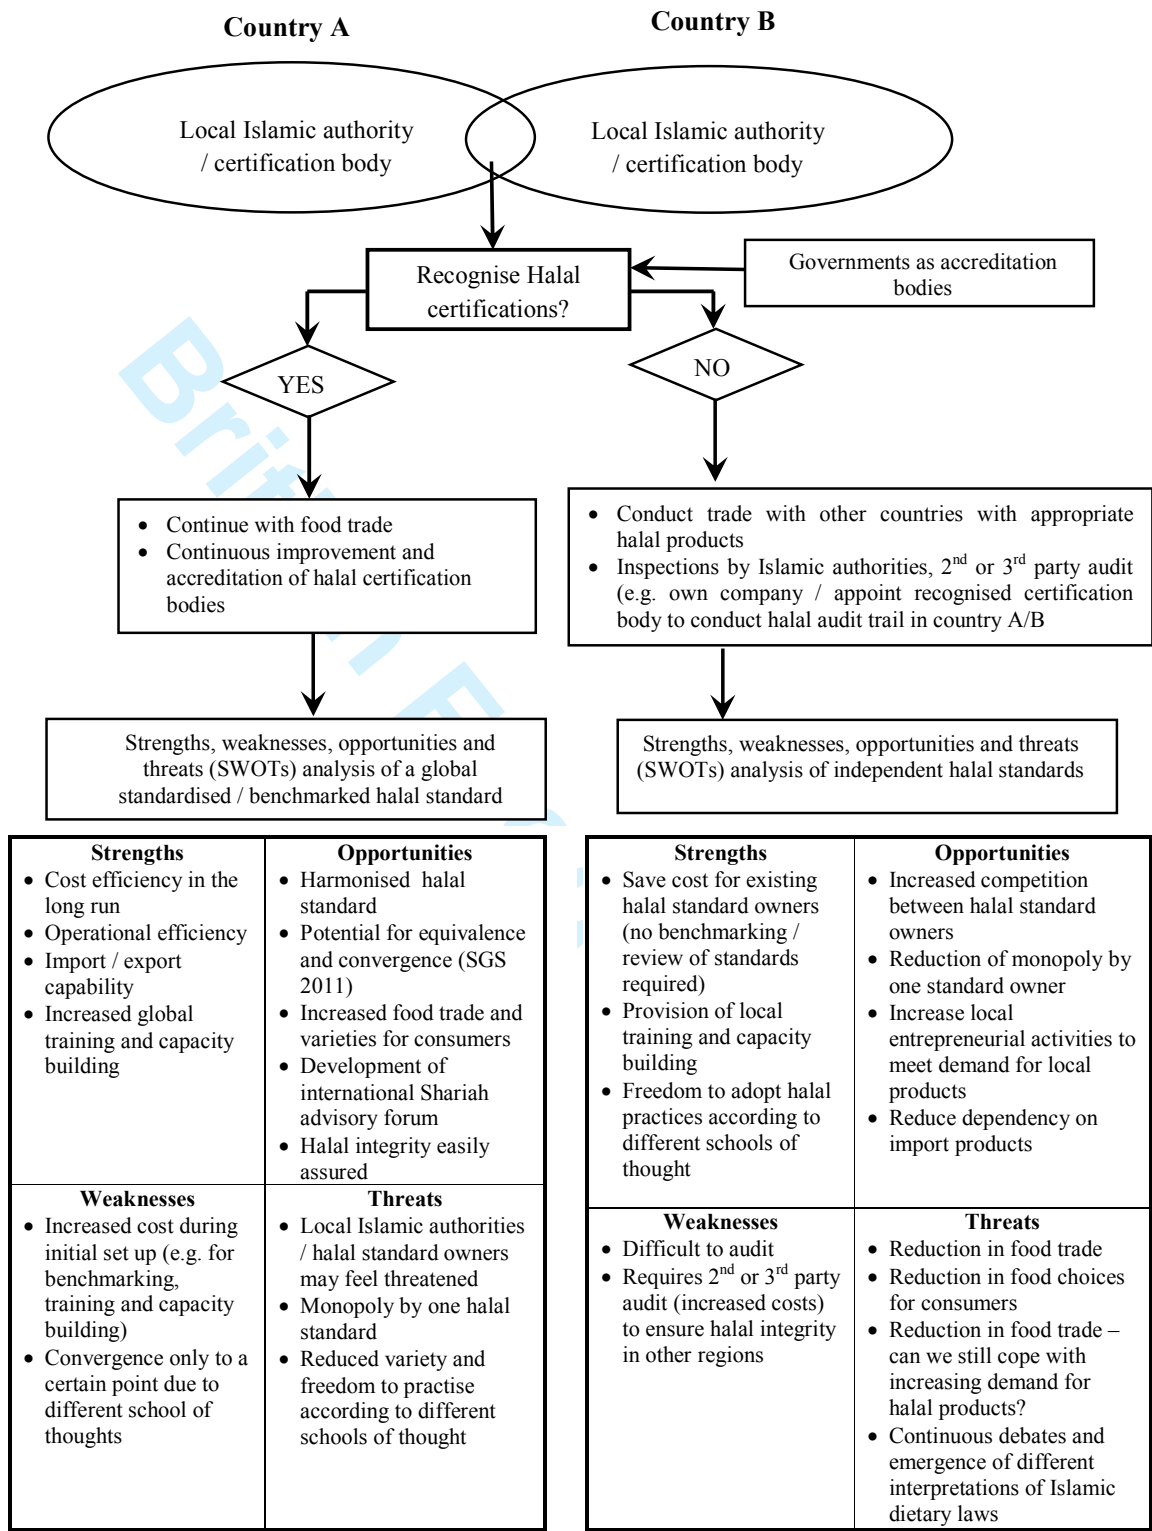 Country A
Country B
Local Islamic authority
/ certification body
Local Islamic authority
/ certification body
Recognise Halal
certifications?
Governments as accreditation
bodies
YES
NO
• Continue with food trade
• Continuous improvement and
accreditation of halal certification
bodies
• Conduct trade with other countries with appropriate
halal products
• Inspections by Islamic authorities, 2nd or 3rd party audit
(e.g. own company / appoint recognised certification
body to conduct halal audit trail in country A/B
Strengths, weaknesses, opportunities and
threats (SWOTs) analysis of a global
standardised / benchmarked halal standard
Strengths, weaknesses, opportunities and threats
(SWOTs) analysis of independent halal standards
Strengths
• Cost efficiency in the
long run
• Operational efficiency
• Import / export
capability
• Increased global
training and capacity
building
Opportunities
• Harmonised halal
standard
• Potential for equivalence
and convergence (SGS
2011)
• Increased food trade and
varieties for consumers
• Development of
international Shariah
advisory forum
• Halal integrity easily
assured
Weaknesses
• Increased cost during
initial set up (e.g. for
benchmarking,
training and capacity
building)
• Convergence only to a
certain point due to
different school of
thoughts
Threats
• Local Islamic authorities
/ halal standard owners
may feel threatened
• Monopoly by one halal
standard
• Reduced variety and
freedom to practise
according to different
schools of thought
Strengths
• Save cost for existing
halal standard owners
(no benchmarking /
review of standards
required)
• Provision of local
training and capacity
building
• Freedom to adopt halal
practices according to
different schools of
thought
Opportunities
• Increased competition
between halal standard
owners
• Reduction of monopoly by
one standard owner
• Increase local
entrepreneurial activities to
meet demand for local
products
• Reduce dependency on
import products
Weaknesses
• Difficult to audit
• Requires 2nd or 3rd party
audit (increased costs)
to ensure halal integrity
in other regions
Threats
• Reduction in food trade
• Reduction in food choices
for consumers
• Reduction in food trade –
can we still cope with
increasing demand for
halal products?
• Continuous debates and
emergence of different
interpretations of Islamic
dietary laws